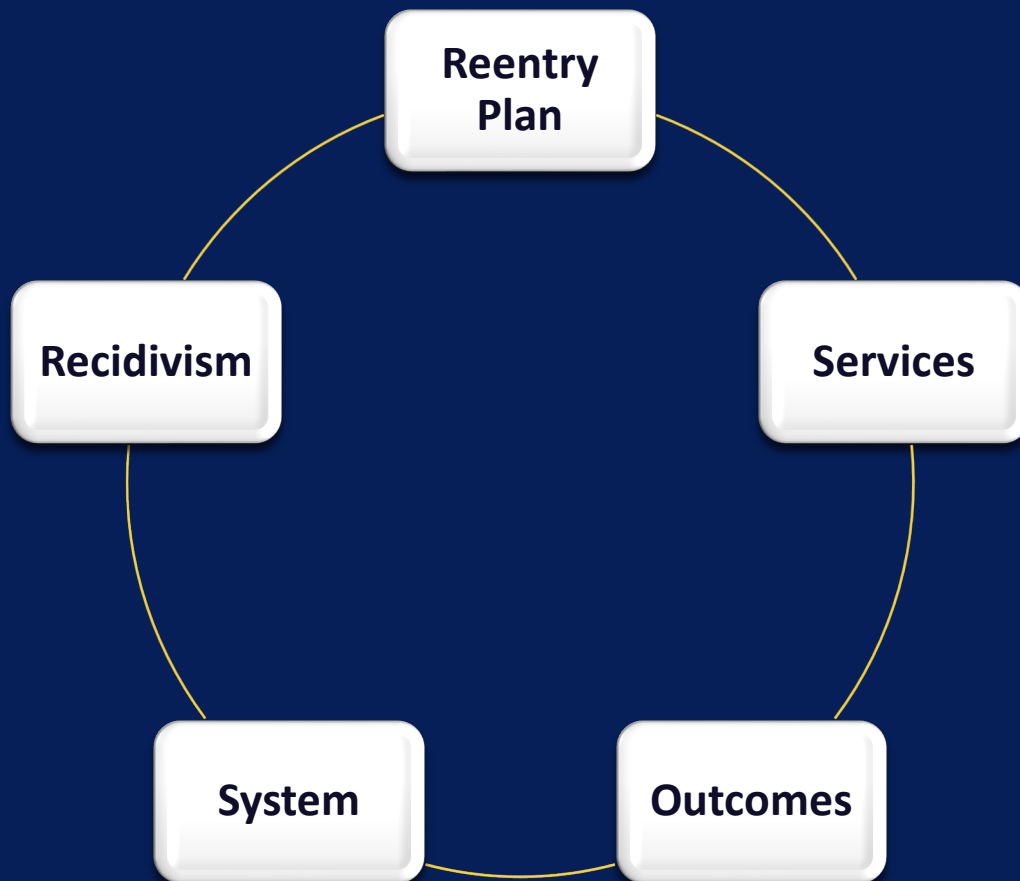 Reentry
Plan
Recidivism
Services
System
Outcomes